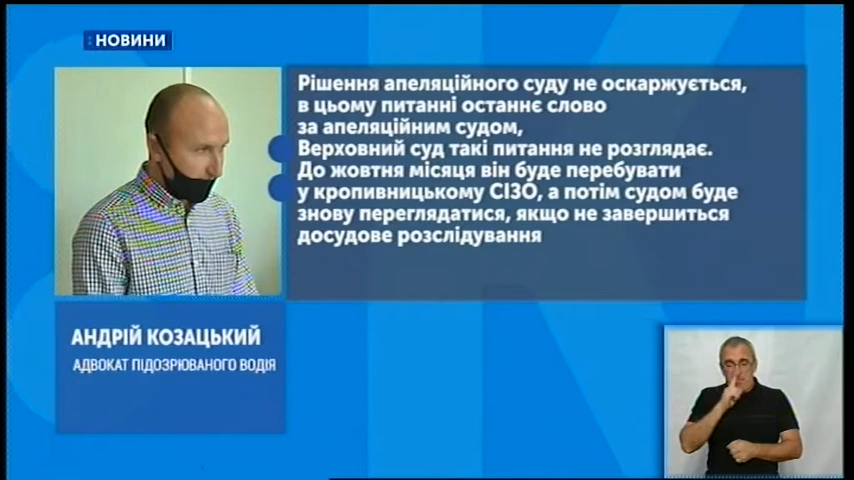 НОВИНИ
Рішення апеляційного суду не оскаржується,
в цьому питанні останнє слово
за апеляційним судом,
Верховний суд такі питання не розглядає.
До жовтня місяця він буде перебувати
у кропивницькому СІЗО, а потім судом буде
знову переглядатися, якщо не завершиться
досудове розслідування
АНДРІЙ КОЗАЦЬКИЙ
АДВОКАТ ПІДОЗРЮВАНОГО ВОДІЯ